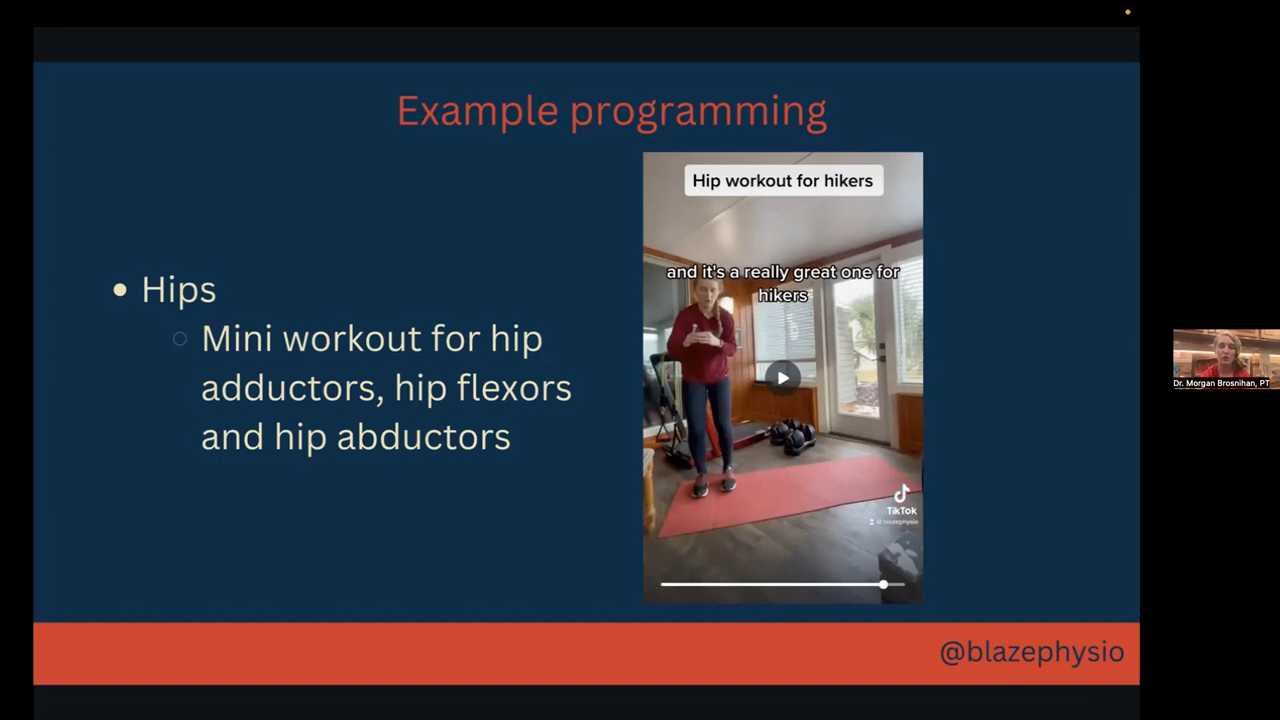 Example programming
Hip workout for hikers
and it's a really great one for
hikers
• Hips
Mini workout for hip
adductors, hip flexors
and hip abductors
TikTok
@blazephysio
Dr. Morgan Brosnihan, PT
@blazephysio